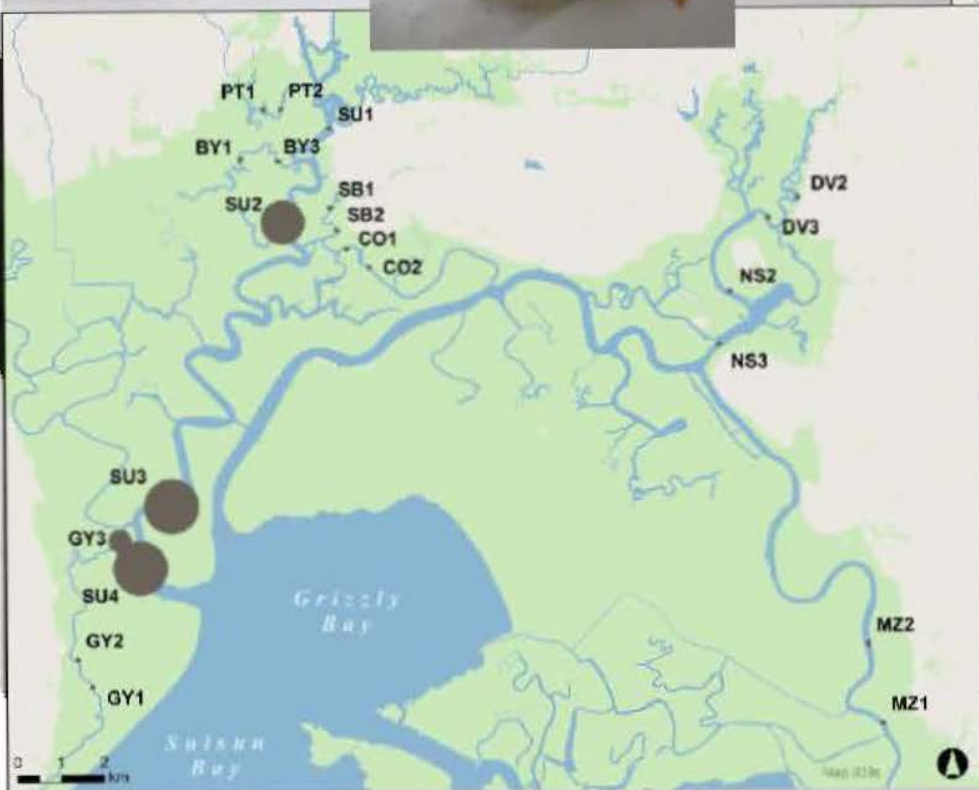 PT1 PT2
SU1
BY1 BY3
SB1
SU2 SB2
CO1
CO2
DV2
DV3
NS2
NS3
SU3
GY3
SU4
GY2
GY1
Grizzly
Bay
MZ2
MZ1
Suisun
Bay
0 1 2
km